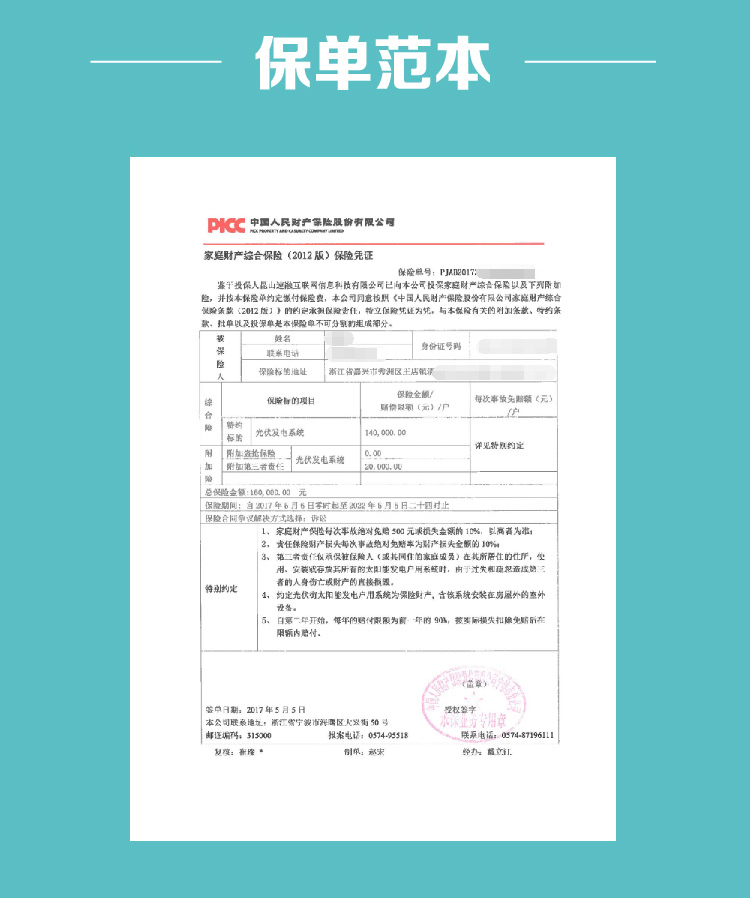 保单范本
PICC 中国人民财产保险股份有限公司
PICC PROPERTY AND CASUALTY COMPANY LIMITED
家庭财产综合保险（2012 版）保险凭证
保险单号：PJAB2017
鉴于投保人昆山速融互联网信息科技有限公司已向本公司投保家庭财产综合保险以及下列附加
险，并按本保险单约定缴付保险费，本公司同意按照《中国人民财产保险股份有限公司家庭财产综合
保险条款（2012 版）》的约定承担保险责任，特立保险凭证为凭。与本保险有关的附加条款、特约条
款、批单以及投保单是本保险单不可分割的组成部分。
被保险人
姓名
身份证号码
联系电话
保险标的地址 浙江省嘉兴市秀洲区王店镇
综合险
保险标的项目
保险金额/
赔偿限额（元）/户
每次事故免赔额（元）
/户
特约
标的
光伏发电系统 140,000.00
详见特别约定
附加险
附加盗抢保险 光伏发电系统 0.00
附加第三者责任 20,000.00
总保险金额:160,000.00 元
保险期间：自 2017 年 5 月 6 日零时起至 2022 年 5 月 5 日二十四时止
保险合同争议解决方式选择：诉讼
特别约定
1、 家庭财产保险每次事故绝对免赔 500 元或损失金额的 10%，以高者为准；
2、 责任保险财产损失每次事故绝对免赔率为财产损失金额的 10%；
3、 第三者责任仅承保被保险人（或其同住的家庭成员）在其所居住的住所，使
用、安装或存放其所有的太阳能发电户用系统时，由于过失和疏忽造成第三
者的人身伤亡或财产的直接损毁。
4、 约定光伏的太阳能发电户用系统为保险财产、含该系统安装在房屋外的室外
设备。
5、 自第二年开始，每年的赔付限额为前一年的 90%，按实际损失扣除免赔后在
限额内赔付。
（盖章）
签单日期：2017 年 5 月 5 日
授权签字
承保业务专用章
本公司联系地址：浙江省宁波市海曙区大来街 50 号
邮证编码：315000 报案电话：0574-95518 联系电话：0574-87196111
复核： 制单： 经办：